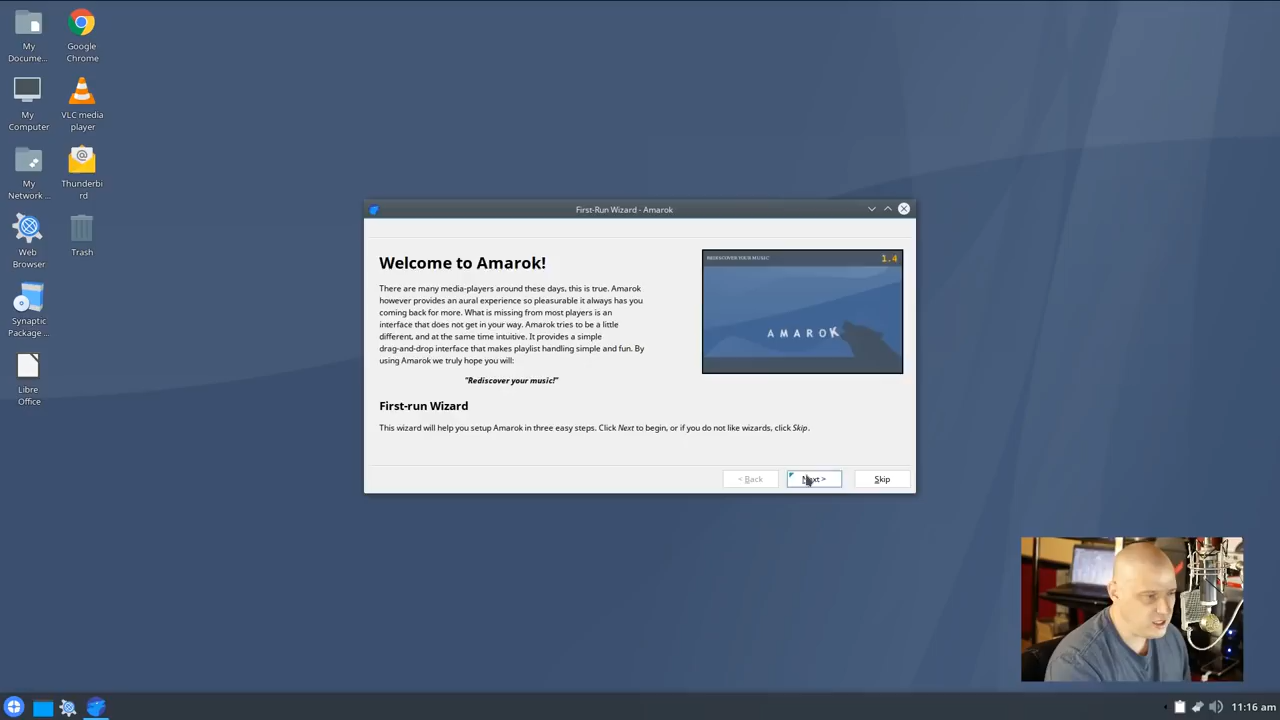 My
Docume...
Google
Chrome
My
Computer
VLC media
player
My
Network ...
Thunderbi
rd
Web
Browser
Trash
Synaptic
Package ...
Libre
Office
First-Run Wizard - Amarok
Welcome to Amarok!
There are many media-players around these days, this is true. Amarok
however provides an aural experience so pleasurable it always has you
coming back for more. What is missing from most players is an
interface that does not get in your way. Amarok tries to be a little
different, and at the same time intuitive. It provides a simple
drag-and-drop interface that makes playlist handling simple and fun. By
using Amarok we truly hope you will:
"Rediscover your music!"
REDISCOVER YOUR MUSIC!
1.4
AMAROK
First-run Wizard
This wizard will help you setup Amarok in three easy steps. Click Next to begin, or if you do not like wizards, click Skip.
< Back
Next >
Skip
11:16 am